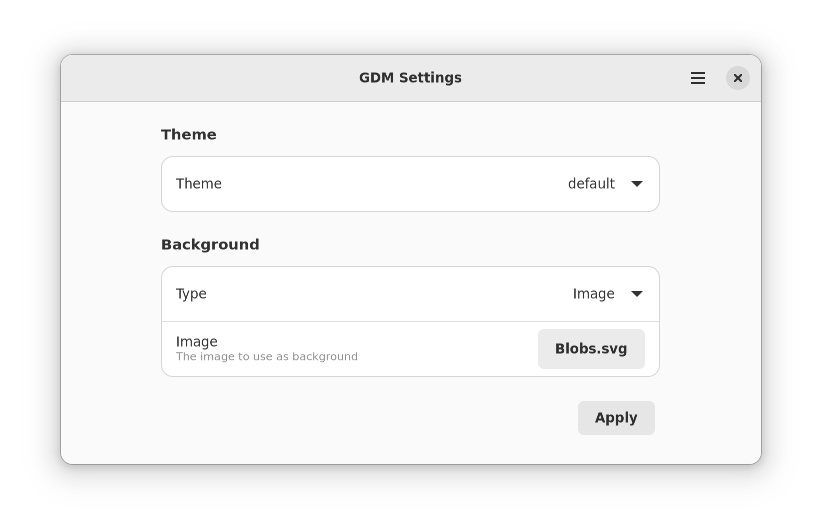 GDM Settings
Theme
Theme
default
Background
Type
Image
Image
The image to use as background
Blobs.svg
Apply